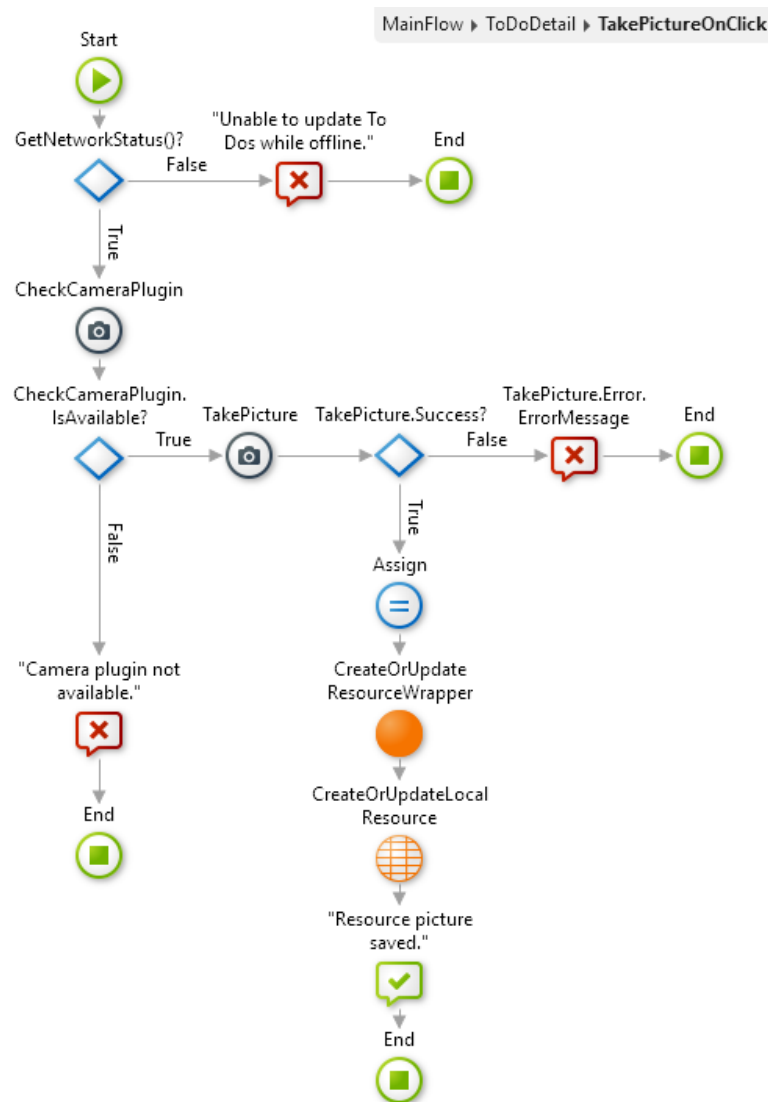 MainFlow ▸ ToDoDetail ▸ TakePictureOnClick
Start
GetNetworkStatus()?
"Unable to update To
Dos while offline."
End
False
True
CheckCameraPlugin
CheckCameraPlugin.
IsAvailable?
True
TakePicture
TakePicture.Success?
False
TakePicture.Error.
ErrorMessage
End
False
True
Assign
"Camera plugin not
available."
End
CreateOrUpdate
ResourceWrapper
CreateOrUpdateLocal
Resource
"Resource picture
saved."
End